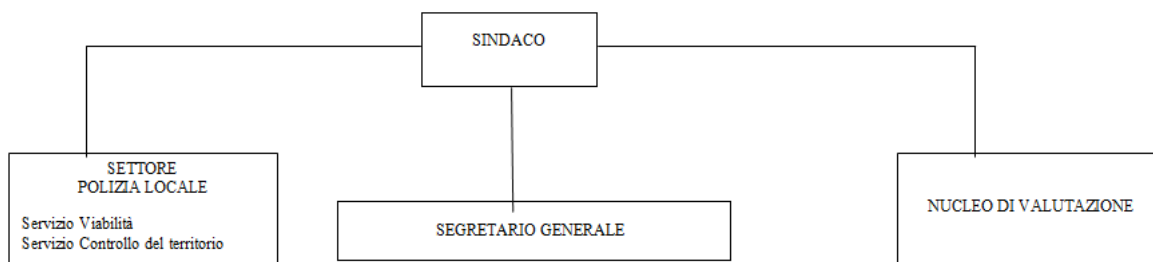 SINDACO
SETTORE
POLIZIA LOCALE
Servizio Viabilità
Servizio Controllo del territorio
SEGRETARIO GENERALE
NUCLEO DI VALUTAZIONE